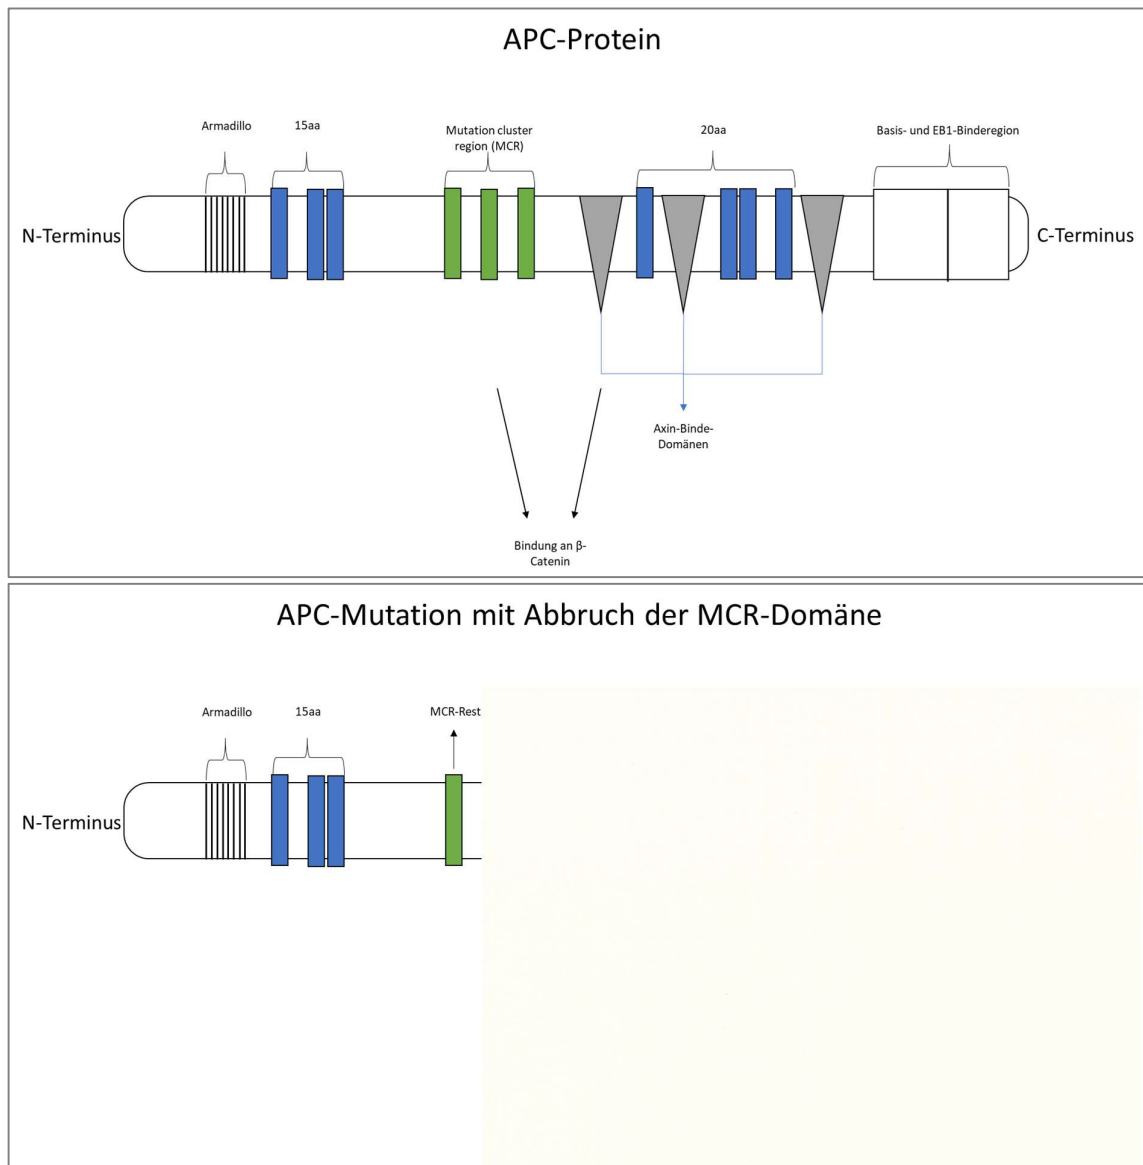 APC-Protein
Armadillo
15aa
Mutation cluster
region (MCR)
20aa
Basis- und EB1-Binderegion
N-Terminus
C-Terminus
Axin-Binde-
Domänen
Bindung an β-
Catenin
APC-Mutation mit Abbruch der MCR-Domäne
Armadillo
15aa
MCR-Rest
N-Terminus